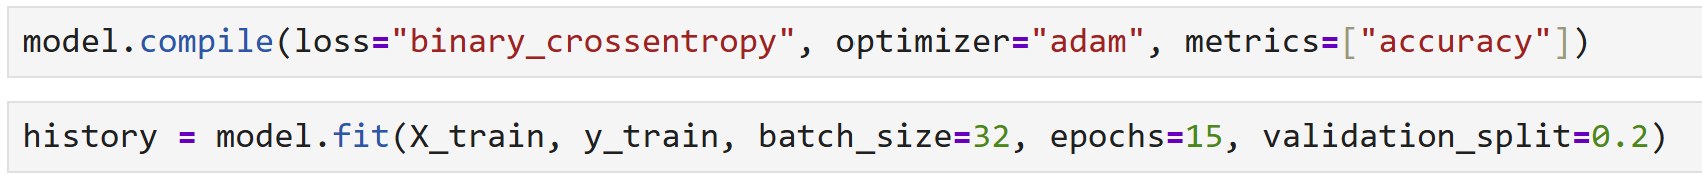 model.compile(loss="binary_crossentropy", optimizer="adam", metrics=["accuracy"])
history = model.fit(X_train, y_train, batch_size=32, epochs=15, validation_split=0.2)